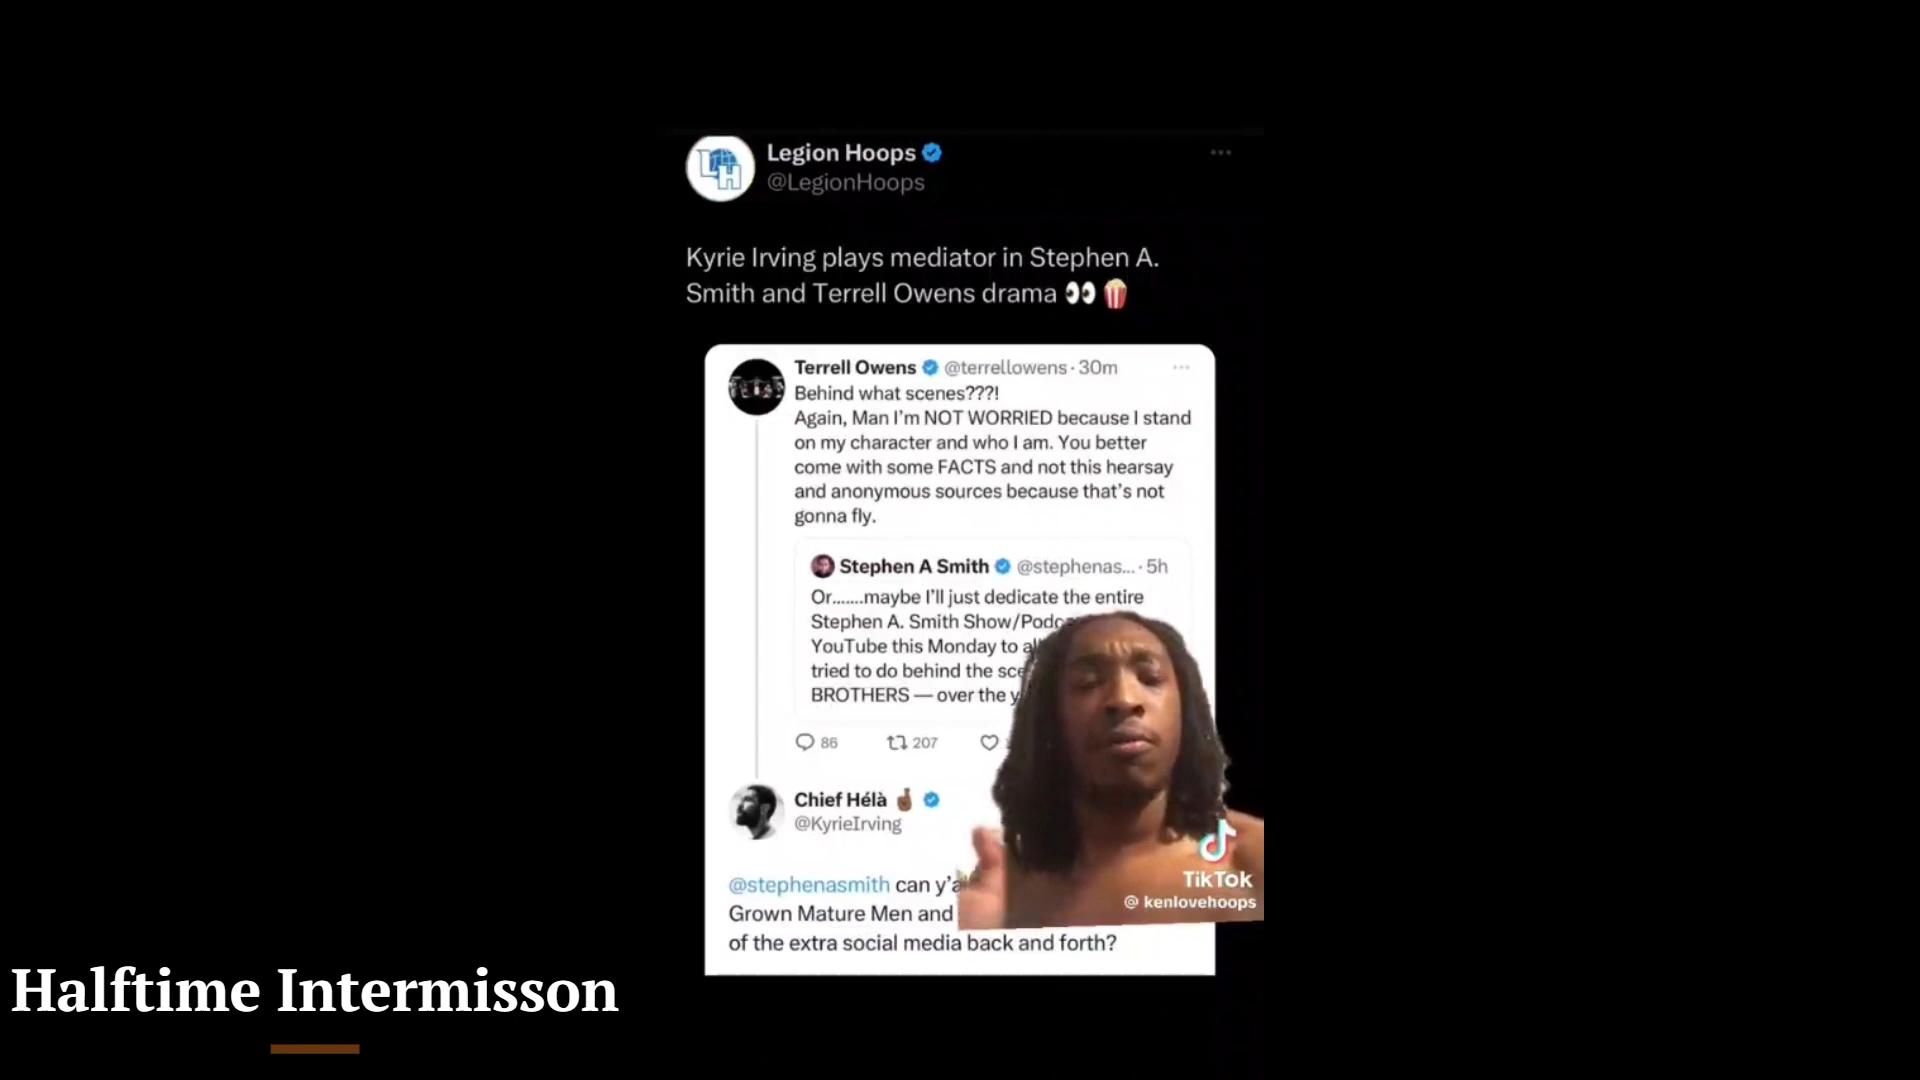 Legion Hoops
@LegionHoops
Kyrie Irving plays mediator in Stephen A.
Smith and Terrell Owens drama 👀🍿
Terrell Owens @terrellowens · 30m
Behind what scenes???!
Again, Man I'm NOT WORRIED because I stand
on my character and who I am. You better
come with some FACTS and not this hearsay
and anonymous sources because that's not
gonna fly.
Stephen A Smith @stephenas... · 5h
Or.......maybe I'll just dedicate the entire
Stephen A. Smith Show/
YouTube this Monday to
tried to do behind the
BROTHERS — over the
86 207
Chief Hélà 🤞🏾
@KyrieIrving
@stephenasmith can
Grown Mature Men and
of the extra social media back and forth?
TikTok
@ kenlovehoops
Halftime Intermisson